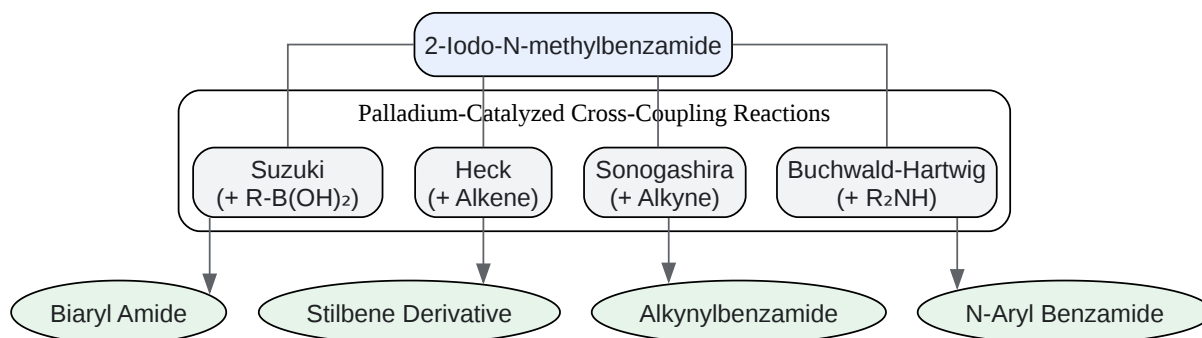 2-Iodo-N-methylbenzamide
Palladium-Catalyzed Cross-Coupling Reactions
Suzuki
(+ R-B(OH)₂)
Heck
(+ Alkene)
Sonogashira
(+ Alkyne)
Buchwald-Hartwig
(+ R₂NH)
Biaryl Amide
Stilbene Derivative
Alkynylbenzamide
N-Aryl Benzamide